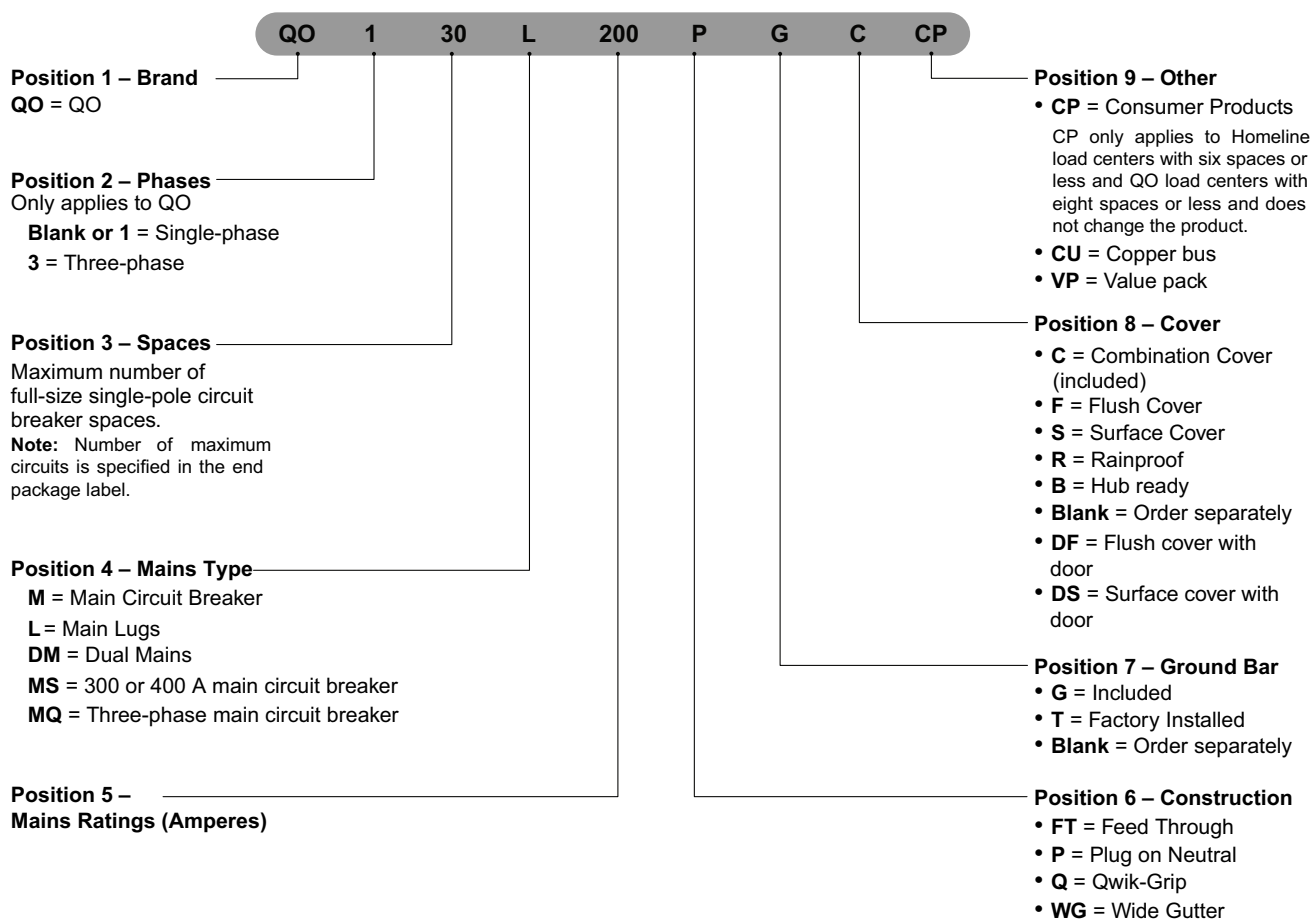 QO 1 30 L 200 P G C CP
Position 1 – Brand
QO = QO
Position 2 – Phases
Only applies to QO
Blank or 1 = Single-phase
3 = Three-phase
Position 3 – Spaces
Maximum number of
full-size single-pole circuit
breaker spaces.
Note: Number of maximum
circuits is specified in the end
package label.
Position 4 – Mains Type
M = Main Circuit Breaker
L = Main Lugs
DM = Dual Mains
MS = 300 or 400 A main circuit breaker
MQ = Three-phase main circuit breaker
Position 5 –
Mains Ratings (Amperes)
Position 9 – Other
• CP = Consumer Products
CP only applies to Homeline
load centers with six spaces or
less and QO load centers with
eight spaces or less and does
not change the product.
• CU = Copper bus
• VP = Value pack
Position 8 – Cover
• C = Combination Cover
(included)
• F = Flush Cover
• S = Surface Cover
• R = Rainproof
• B = Hub ready
• Blank = Order separately
• DF = Flush cover with
door
• DS = Surface cover with
door
Position 7 – Ground Bar
• G = Included
• T = Factory Installed
• Blank = Order separately
Position 6 – Construction
• FT = Feed Through
• P = Plug on Neutral
• Q = Qwik-Grip
• WG = Wide Gutter